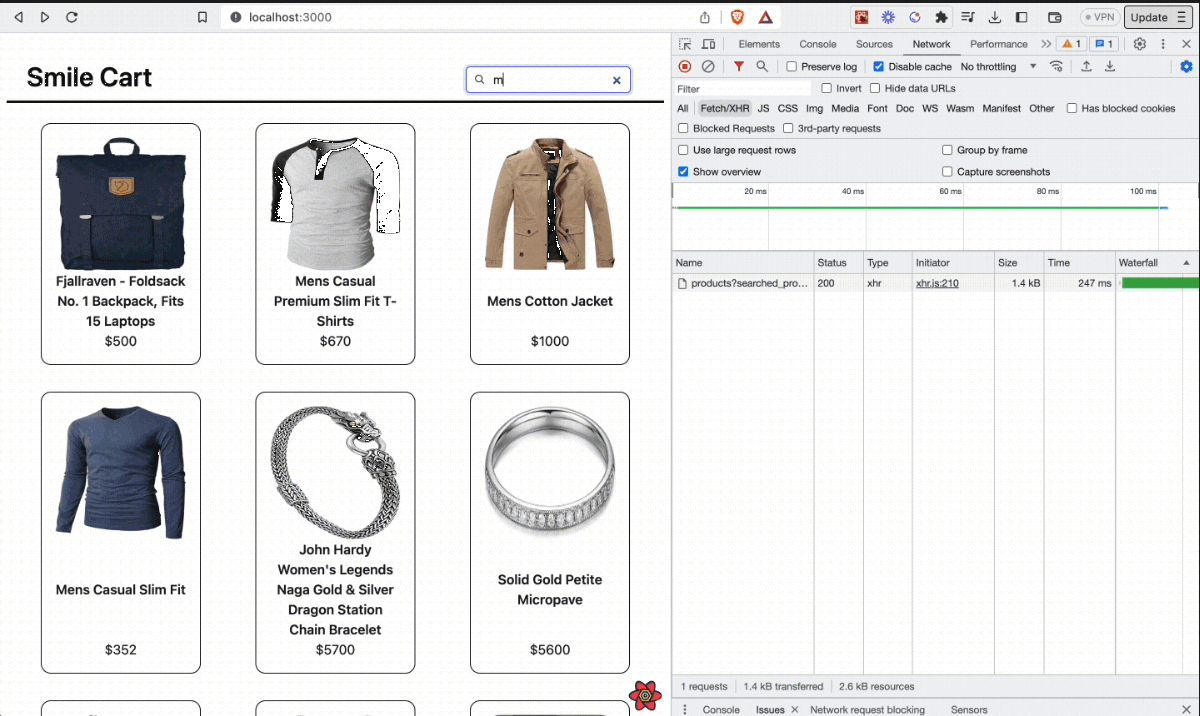 localhost:3000
VPN
Update
Smile Cart
m
Fjallraven - Foldsack
No. 1 Backpack, Fits
15 Laptops
$500
Mens Casual
Premium Slim Fit T-
Shirts
$670
Mens Cotton Jacket
$1000
Mens Casual Slim Fit
$352
John Hardy
Women's Legends
Naga Gold & Silver
Dragon Station
Chain Bracelet
$5700
Solid Gold Petite
Micropave
$5600
Elements Console Sources Network Performance 1 1
Preserve log Disable cache No throttling
Filter Invert Hide data URLs
All Fetch/XHR JS CSS Img Media Font Doc WS Wasm Manifest Other Has blocked cookies
Blocked Requests 3rd-party requests
Use large request rows Group by frame
Show overview Capture screenshots
20 ms 40 ms 60 ms 80 ms 100 ms
Name Status Type Initiator Size Time Waterfall
products?searched_pro... 200 xhr xhr.js:210 1.4 kB 247 ms
1 requests 1.4 kB transferred 2.6 kB resources
Console Issues Network request blocking Sensors